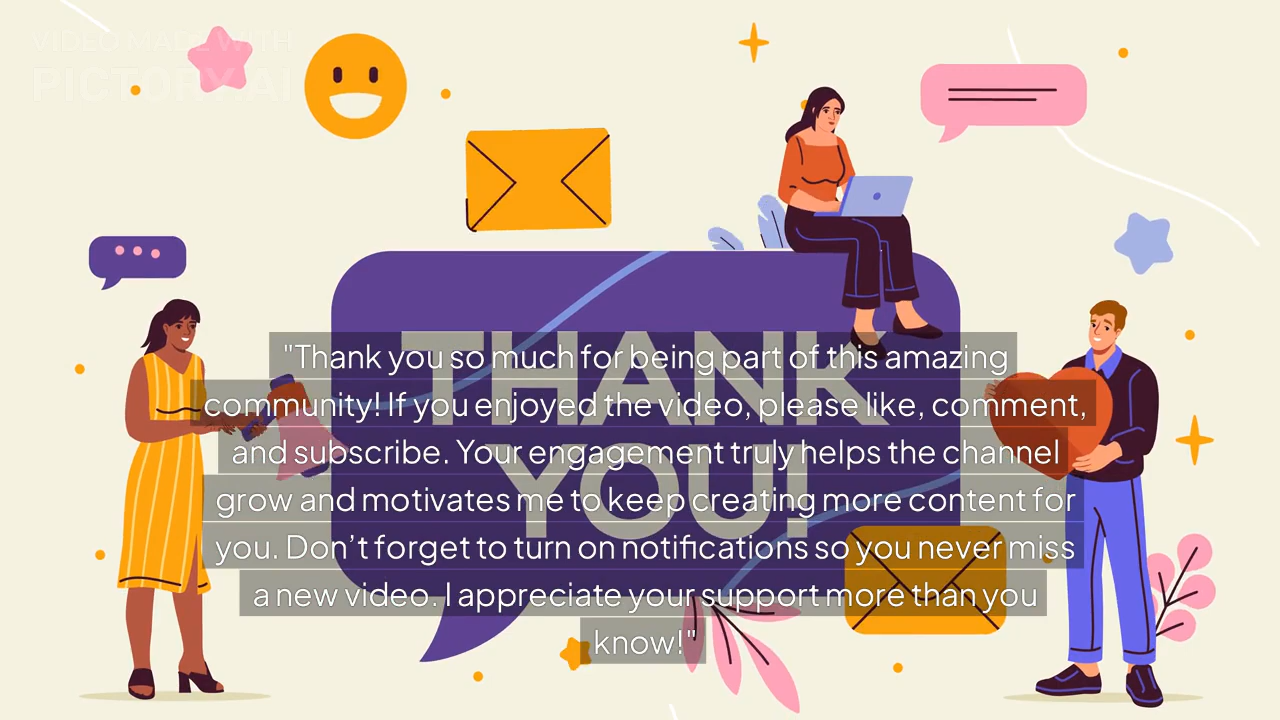 VIDEO MADE WITH
PICTORY.AI
THANK
YOU!
"Thank you so much for being part of this amazing
community! If you enjoyed the video, please like, comment,
and subscribe. Your engagement truly helps the channel
grow and motivates me to keep creating more content for
you. Don’t forget to turn on notifications so you never miss
a new video. I appreciate your support more than you
know!"